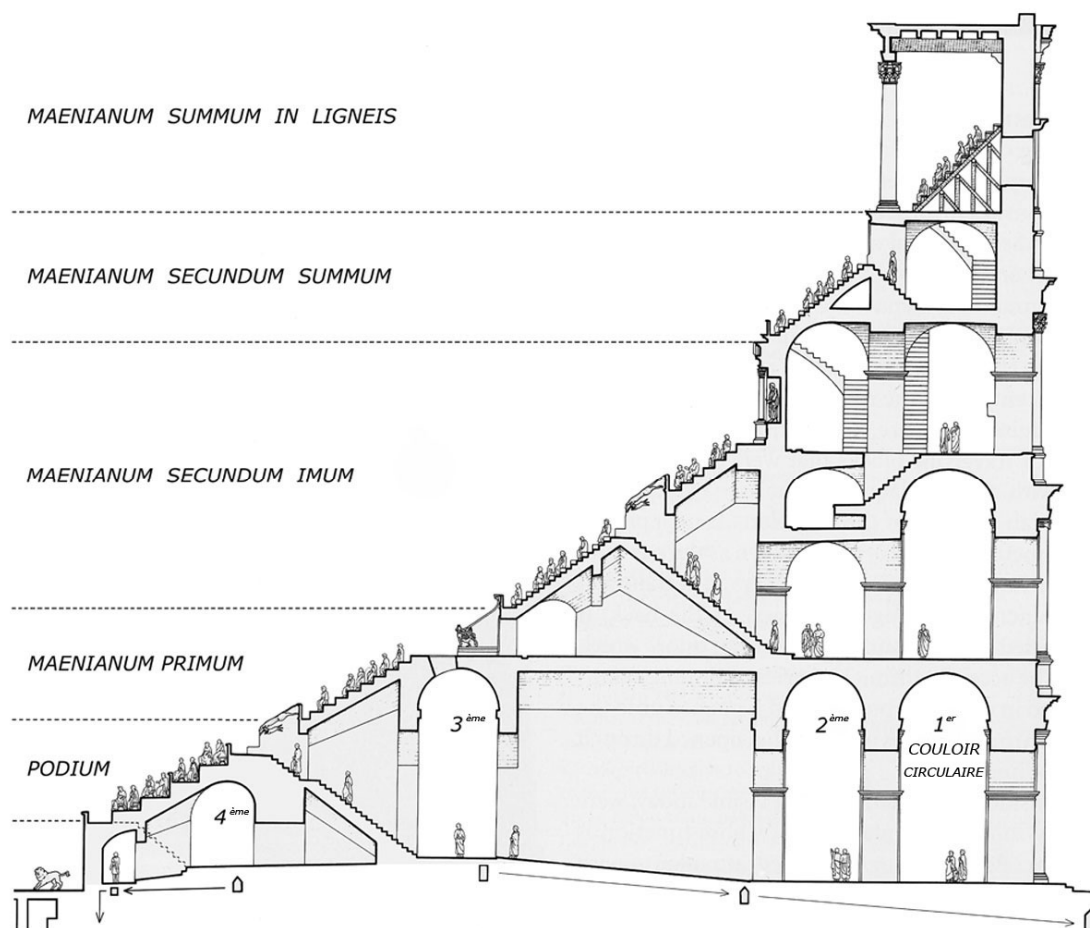 MAENIANUM SUMMUM IN LIGNEIS
MAENIANUM SECUNDUM SUMMUM
MAENIANUM SECUNDUM IMUM
MAENIANUM PRIMUM
PODIUM
4ème
3ème
2ème
1er
COULOIR
CIRCULAIRE